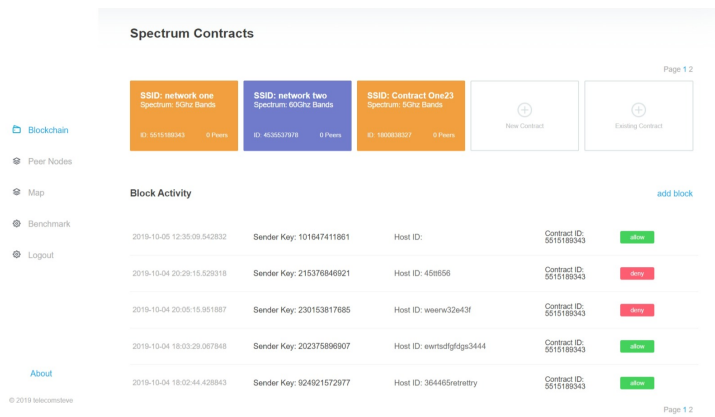 Spectrum Contracts
Page 1 2
SSID: network one
Spectrum: 5Ghz Bands
ID: 5515189343 0 Peers
SSID: network two
Spectrum: 60Ghz Bands
ID: 4535537978 0 Peers
SSID: Contract One23
Spectrum: 5Ghz Bands
ID: 1800838337 0 Peers
New Contract
Existing Contract
Blockchain
Peer Nodes
Map
Benchmark
Logout
Block Activity
add block
2019-10-05 12:35:09.542832 Sender Key: 101647411861 Host ID: Contract ID:
5515189343 allow
2019-10-04 20:29:15.529318 Sender Key: 215376846921 Host ID: 45tt656 Contract ID:
5515189343 deny
2019-10-04 20:05:15.951887 Sender Key: 230153817685 Host ID: weerw32e43f Contract ID:
5515189343 deny
2019-10-04 18:03:29.067848 Sender Key: 202375896907 Host ID: ewrtsdfgfdgs3444 Contract ID:
5515189343 allow
2019-10-04 18:02:44.428843 Sender Key: 924921572977 Host ID: 364465retrettry Contract ID:
5515189343 allow
About
© 2019 telecomsteve
Page 1 2